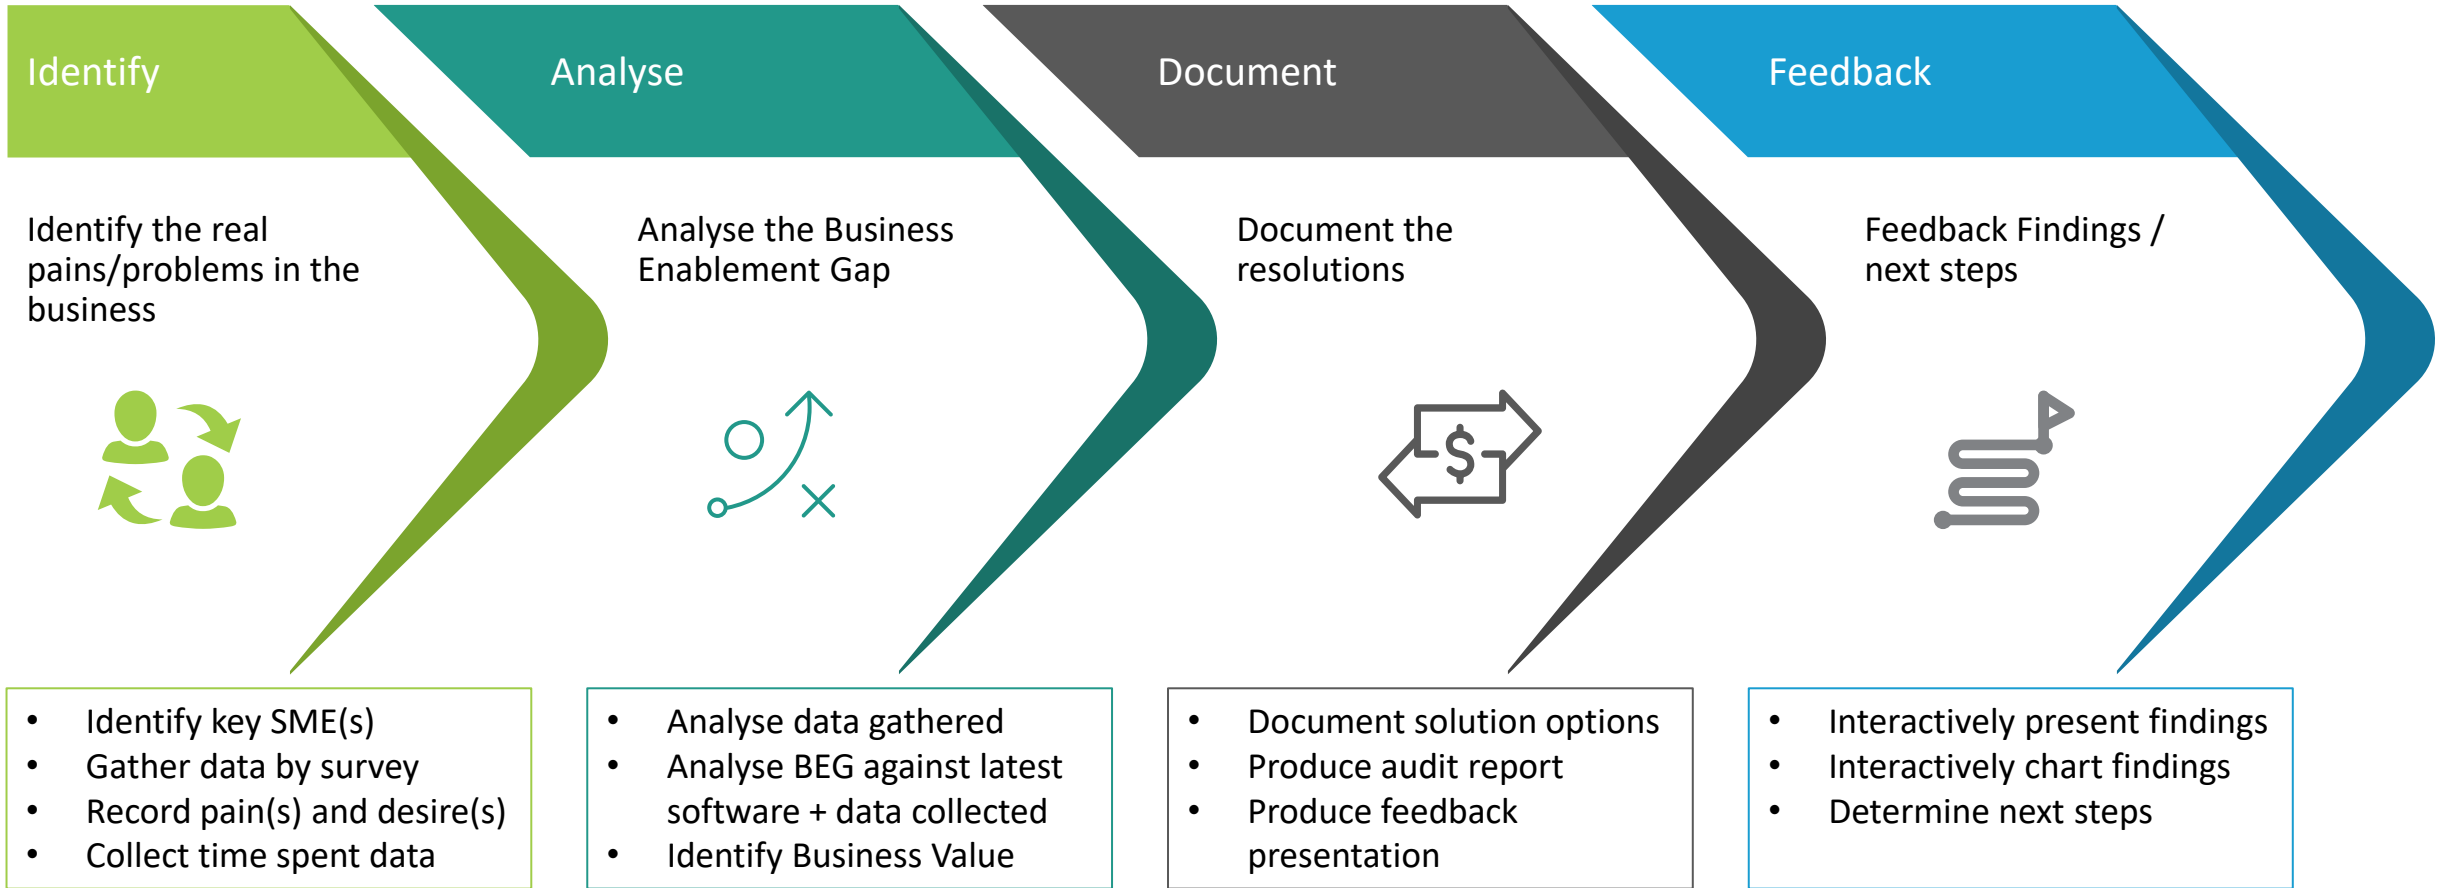 Identify
Analyse
Document
Feedback
Identify the real
pains/problems in the
business
Analyse the Business
Enablement Gap
Document the
resolutions
Feedback Findings /
next steps
$
• Identify key SME(s)
• Gather data by survey
• Record pain(s) and desire(s)
• Collect time spent data
• Analyse data gathered
• Analyse BEG against latest
software + data collected
• Identify Business Value
• Document solution options
• Produce audit report
• Produce feedback
presentation
• Interactively present findings
• Interactively chart findings
• Determine next steps